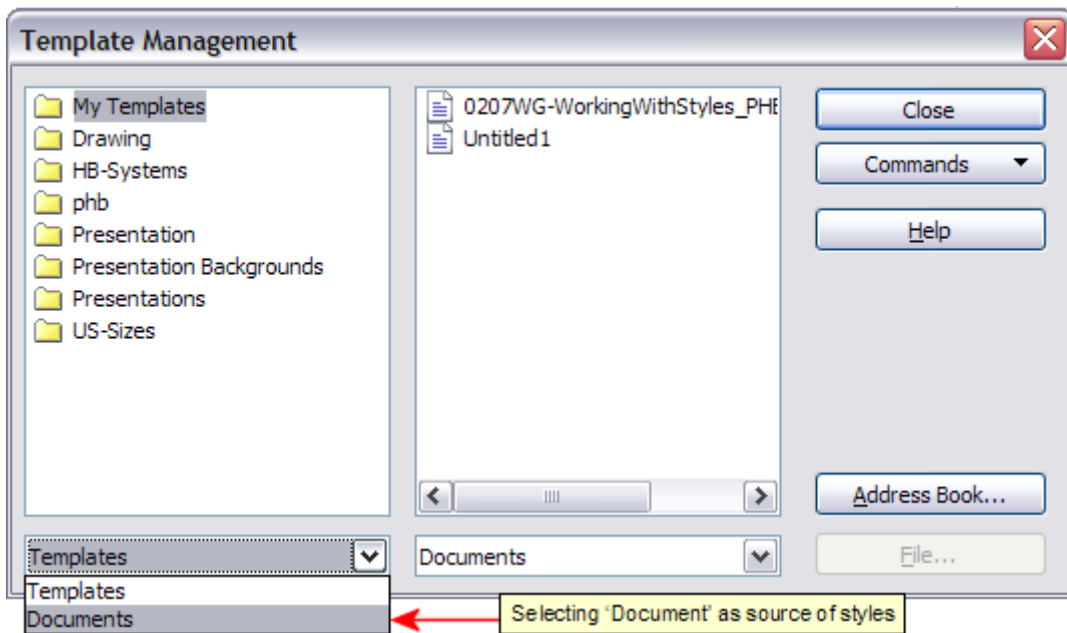 Template Management
My Templates
Drawing
HB-Systems
phb
Presentation
Presentation Backgrounds
Presentations
US-Sizes
0207WG-WorkingWithStyles_PHB
Untitled1
Close
Commands
Help
Address Book...
File...
Templates
Documents
Templates
Documents
Selecting ‘Document’ as source of styles